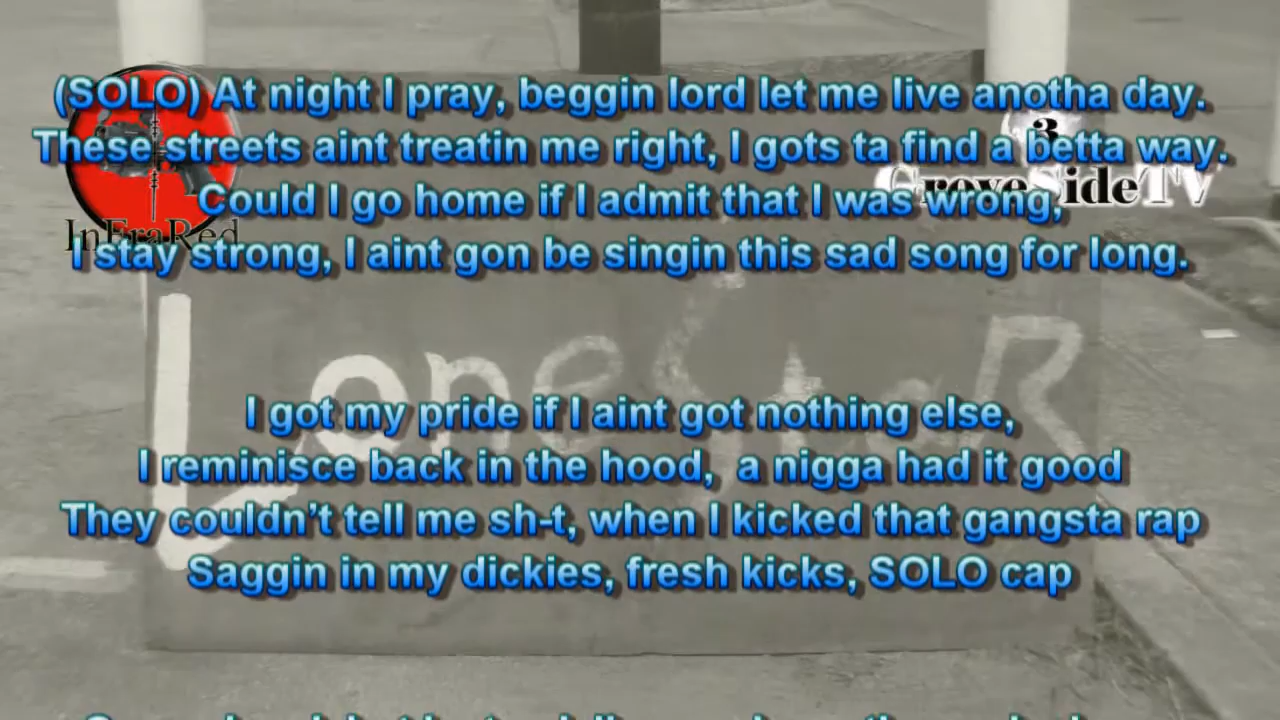 (SOLO) At night I pray, beggin lord let me live anotha day.
These streets aint treatin me right, I gots ta find a betta way.
Could I go home if I admit that I was wrong,
I stay strong, I aint gon be singin this sad song for long.
InFraRed
3
GroveSideTV
LoneStaR
I got my pride if I aint got nothing else,
I reminisce back in the hood, a nigga had it good
They couldn't tell me sh-t, when I kicked that gangsta rap
Saggin in my dickies, fresh kicks, SOLO cap